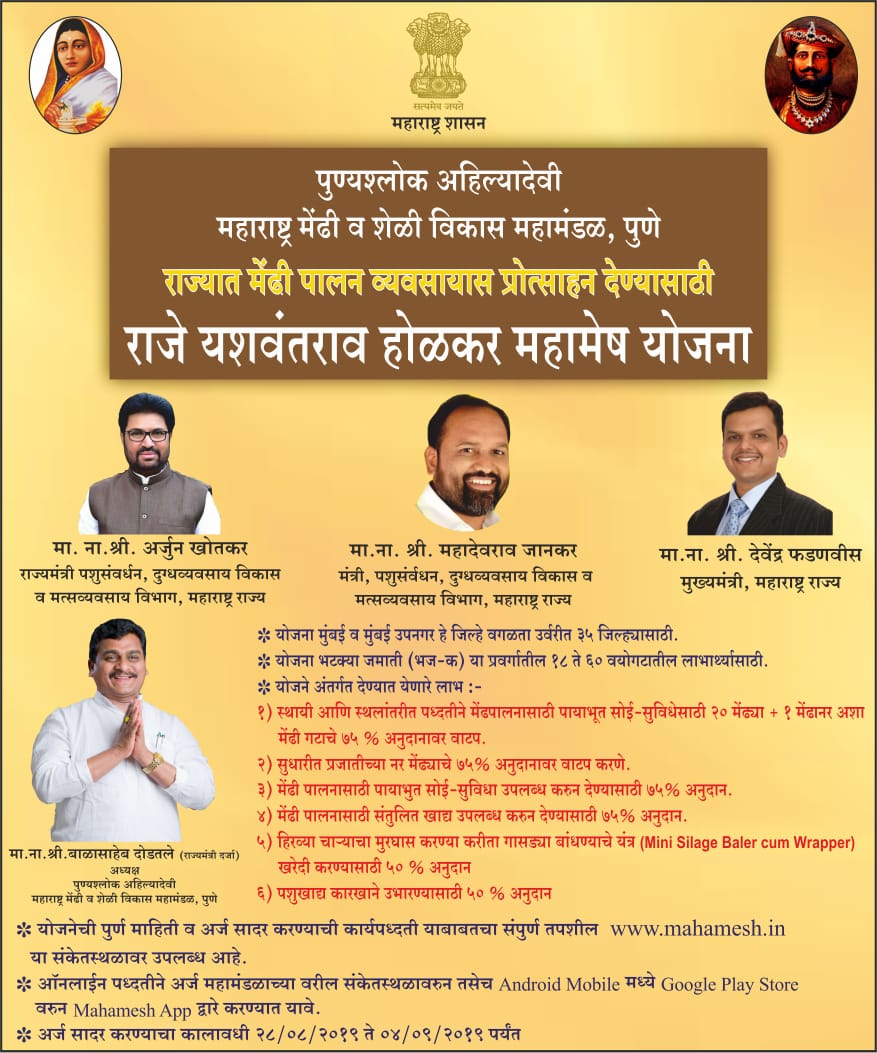 सत्यमेव जयते
महाराष्ट्र शासन
पुण्यश्लोक अहिल्यादेवी
महाराष्ट्र मेंढी व शेळी विकास महामंडळ, पुणे
राज्यात मेंढी पालन व्यवसायास प्रोत्साहन देण्यासाठी
राजे यशवंतराव होळकर महामेष योजना
मा. ना.श्री. अर्जुन खोतकर
राज्यमंत्री पशुसंवर्धन, दुग्धव्यवसाय विकास
व मत्सव्यवसाय विभाग, महाराष्ट्र राज्य
मा.ना. श्री. महादेवराव जानकर
मंत्री, पशुसंर्वधन, दुग्धव्यवसाय विकास व
मत्सव्यवसाय विभाग, महाराष्ट्र राज्य
मा.ना. श्री. देवेंद्र फडणवीस
मुख्यमंत्री, महाराष्ट्र राज्य
मा.ना.श्री.बाळासाहेब दोडतले (राज्यमंत्री दर्जा)
अध्यक्ष
पुण्यश्लोक अहिल्यादेवी
महाराष्ट्र मेंढी व शेळी विकास महामंडळ, पुणे
✽ योजना मुंबई व मुंबई उपनगर हे जिल्हे वगळता उर्वरीत ३५ जिल्ह्यासाठी.
✽ योजना भटक्या जमाती (भज-क) या प्रवर्गातील १८ ते ६० वयोगटातील लाभार्थ्यासाठी.
✽ योजने अंतर्गत देण्यात येणारे लाभ :-
१) स्थायी आणि स्थलांतरीत पध्दतीने मेंढपालनासाठी पायाभूत सोई-सुविधेसाठी २० मेंढ्या + १ मेंढानर अशा
मेंढी गटाचे ७५ % अनुदानावर वाटप.
२) सुधारीत प्रजातीच्या नर मेंढ्याचे ७५% अनुदानावर वाटप करणे.
३) मेंढी पालनासाठी पायाभुत सोई-सुविधा उपलब्ध करुन देण्यासाठी ७५% अनुदान.
४) मेंढी पालनासाठी संतुलित खाद्य उपलब्ध करुन देण्यासाठी ७५% अनुदान.
५) हिरव्या चाऱ्याचा मुरघास करण्या करीता गासड्या बांधण्याचे यंत्र (Mini Silage Baler cum Wrapper)
खरेदी करण्यासाठी ५० % अनुदान
६) पशुखाद्य कारखाने उभारण्यासाठी ५० % अनुदान
✽ योजनेची पुर्ण माहिती व अर्ज सादर करण्याची कार्यपध्दती याबाबतचा संपुर्ण तपशील www.mahamesh.in
या संकेतस्थळावर उपलब्ध आहे.
✽ ऑनलाईन पध्दतीने अर्ज महामंडळाच्या वरील संकेतस्थळावरुन तसेच Android Mobile मध्ये Google Play Store
वरुन Mahamesh App द्वारे करण्यात यावे.
✽ अर्ज सादर करण्याचा कालावधी २८/०८/२०१९ ते ०४/०९/२०१९ पर्यंत